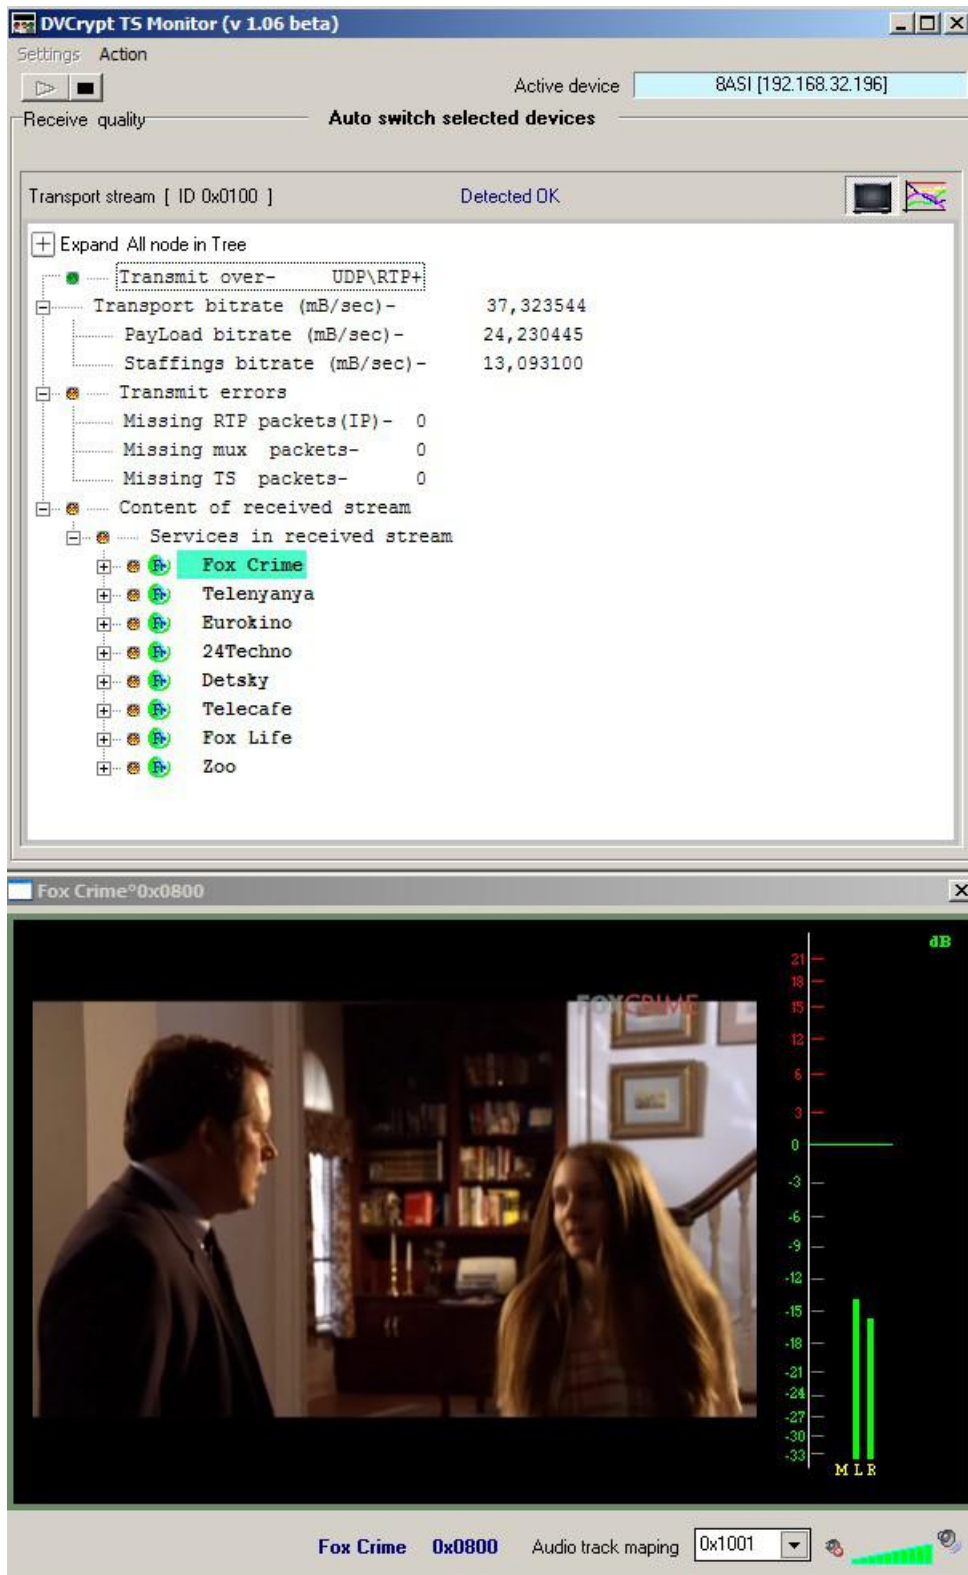 DVCrypt TS Monitor (v 1.06 beta)
Settings Action
Active device 8ASI [192.168.32.196]
Receive quality Auto switch selected devices
Transport stream [ ID 0x0100 ] Detected OK
Expand All node in Tree
Transmit over- UDP\RTP+
Transport bitrate (mB/sec)- 37,323544
PayLoad bitrate (mB/sec)- 24,230445
Staffings bitrate (mB/sec)- 13,093100
Transmit errors
Missing RTP packets(IP)- 0
Missing mux packets- 0
Missing TS packets- 0
Content of received stream
Services in received stream
Fox Crime
Telenyanya
Eurokino
24Techno
Detsky
Telecafe
Fox Life
Zoo
Fox Crime°0x0800
dB
21
18
FOXCRIME
15
12
6
3
0
-3
-6
-9
-12
-15
-18
-21
-24
-27
-30
-33
M L R
Fox Crime 0x0800 Audio track maping 0x1001